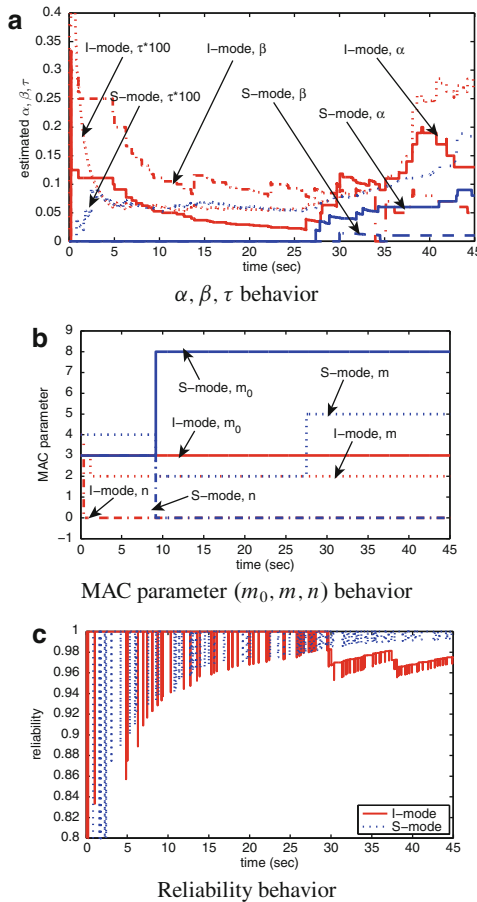 a
0.4
0.35
0.3
0.25
0.2
0.15
0.1
0.05
0
estimated α, β, τ
I−mode, τ*100
I−mode, β
I−mode, α
S−mode, τ*100
S−mode, β
S−mode, α
0 5 10 15 20 25 30 35 40 45
time (sec)
α, β, τ behavior
b
9
8
7
6
5
4
3
2
1
0
−1
MAC parameter
S−mode, m0
S−mode, m
I−mode, m0
I−mode, m
I−mode, n
S−mode, n
0 5 10 15 20 25 30 35 40 45
time (sec)
MAC parameter (m0, m, n) behavior
c
1
0.98
0.96
0.94
0.92
0.9
0.88
0.86
0.84
0.82
0.8
reliability
I−mode
S−mode
0 5 10 15 20 25 30 35 40 45
time (sec)
Reliability behavior